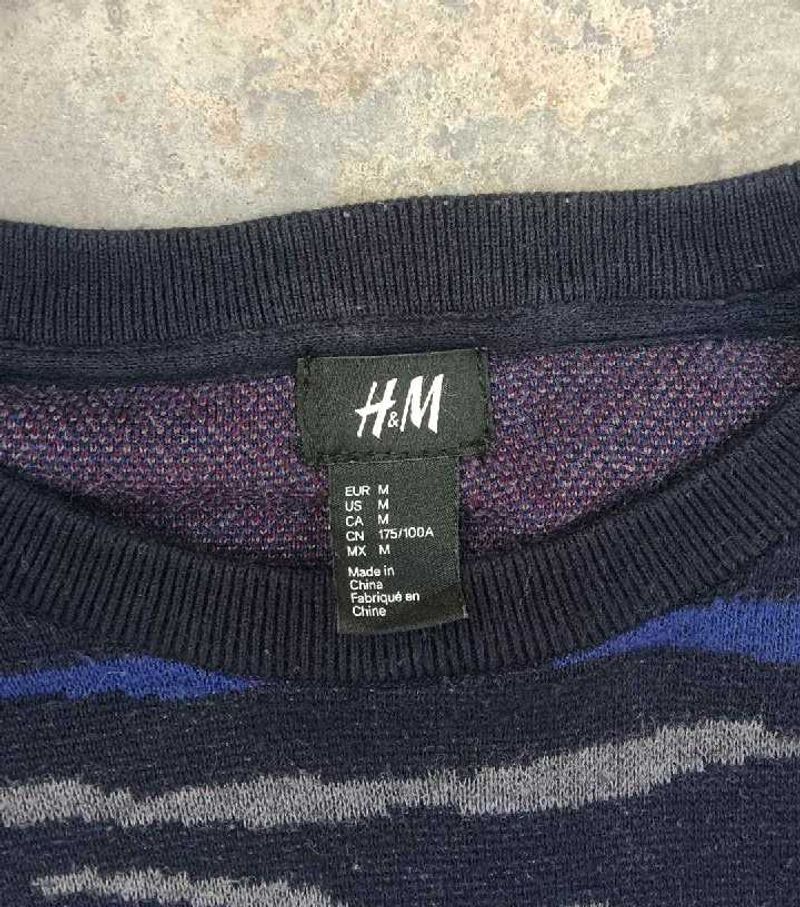 H&M
EUR M
US M
CA M
CN 175/100A
MX M
Made in
China
Fabriqué en
Chine